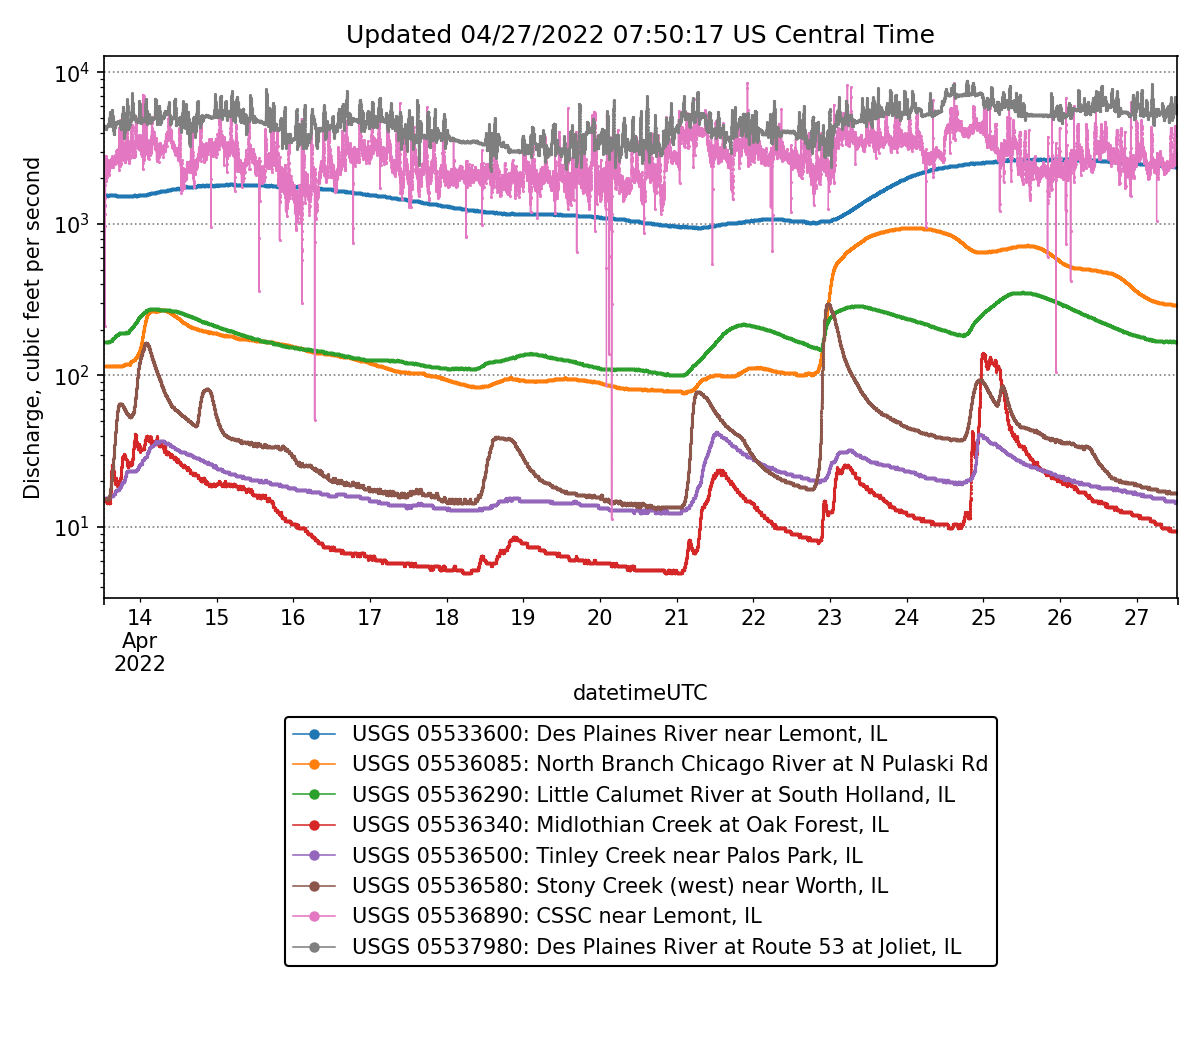 Updated 04/27/2022 07:50:17 US Central Time
Discharge, cubic feet per second
10^4
10^3
10^2
10^1
14 15 16 17 18 19 20 21 22 23 24 25 26 27
Apr
2022
datetimeUTC
USGS 05533600: Des Plaines River near Lemont, IL
USGS 05536085: North Branch Chicago River at N Pulaski Rd
USGS 05536290: Little Calumet River at South Holland, IL
USGS 05536340: Midlothian Creek at Oak Forest, IL
USGS 05536500: Tinley Creek near Palos Park, IL
USGS 05536580: Stony Creek (west) near Worth, IL
USGS 05536890: CSSC near Lemont, IL
USGS 05537980: Des Plaines River at Route 53 at Joliet, IL